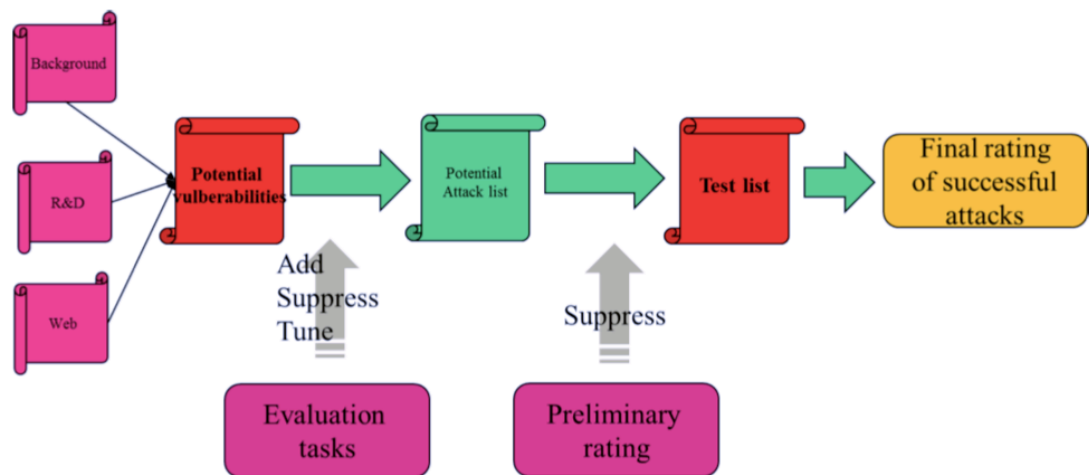 Background
R&D
Web
Potential
vulberabilities
Add
Suppress
Tune
Evaluation
tasks
Potential
Attack list
Suppress
Preliminary
rating
Test list
Final rating
of successful
attacks